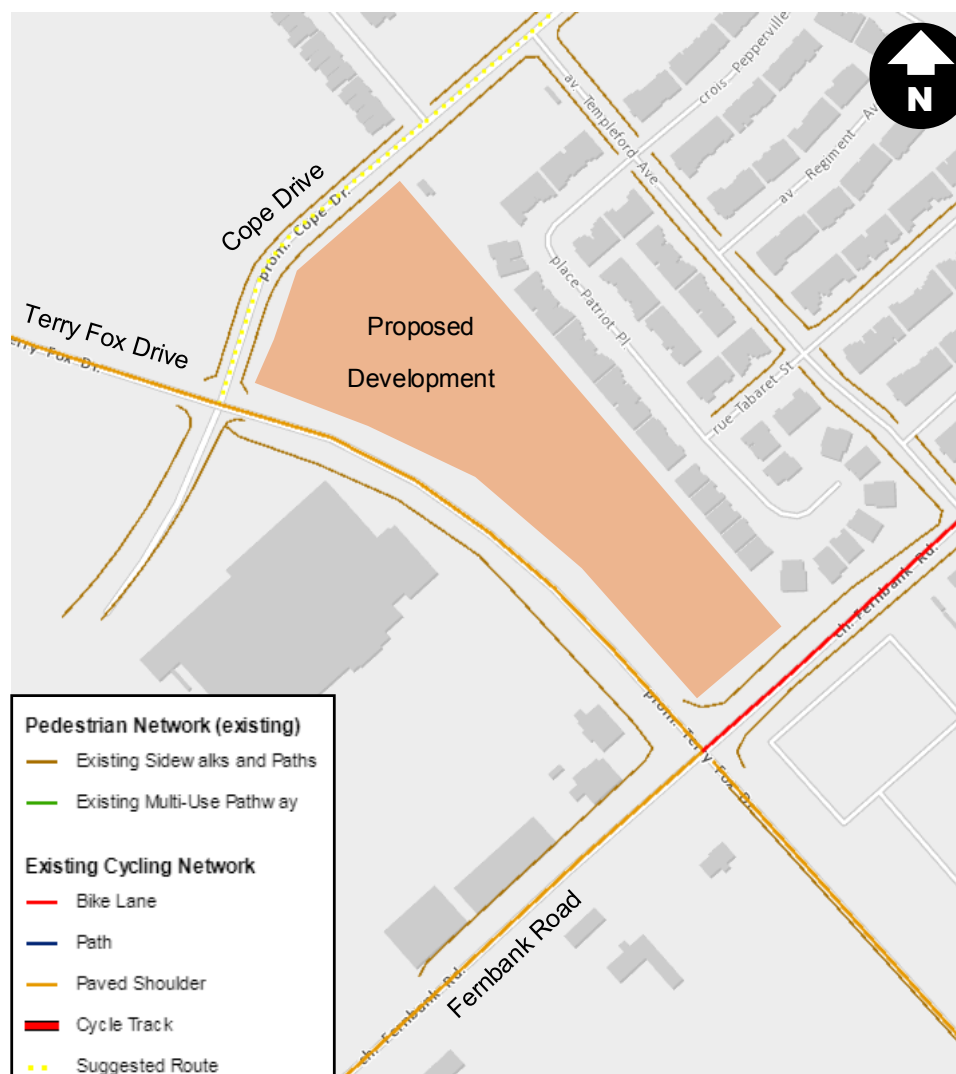 N
crois Pepperville
av Templeford Ave
av Regiment Av
Cope Drive
prom. Cope Dr.
place Patriot Pl
Terry Fox Drive
erry Fox Dr.
Proposed
Development
rue Tabaret St
ch. Fernbank Rd.
prom. Terry Fox D.
Fernbank Road
ch. Fernbank Rd.
Pedestrian Network (existing)
Existing Sidewalks and Paths
Existing Multi-Use Pathway
Existing Cycling Network
Bike Lane
Path
Paved Shoulder
Cycle Track
Suggested Route